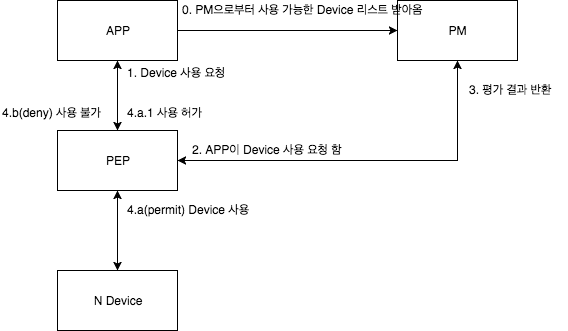 0. PM으로부터 사용 가능한 Device 리스트 받아옴
APP
PM
1. Device 사용 요청
3. 평가 결과 반환
4.b(deny) 사용 불가
4.a.1 사용 허가
2. APP이 Device 사용 요청 함
PEP
4.a(permit) Device 사용
N Device